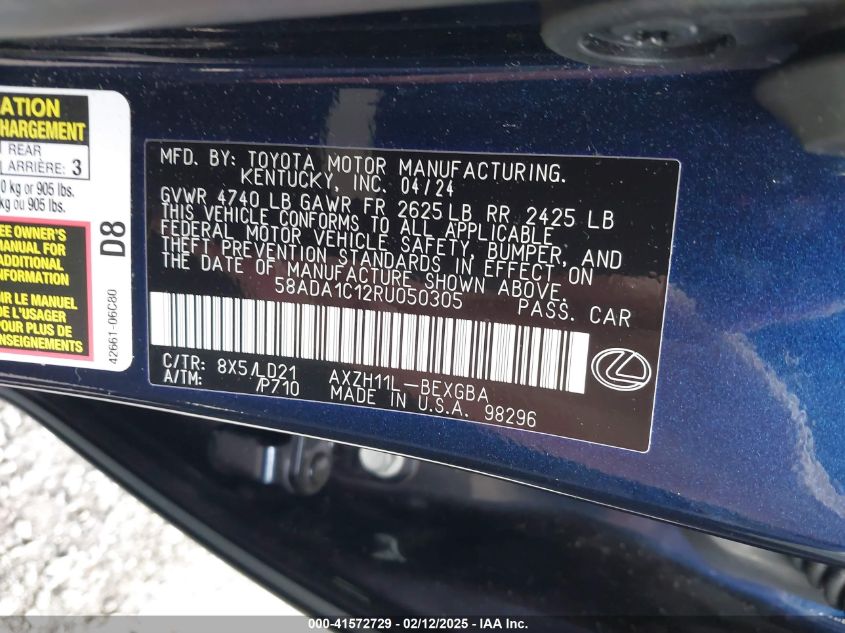 ATION
CHARGEMENT
REAR
ARRIÈRE: 3
0 kg or 905 lbs.
kg ou 905 lbs.
EE OWNER'S
MANUAL FOR
ADDITIONAL
NFORMATION
OIR LE MANUEL
DE L'USAGER
POUR PLUS DE
NSEIGNEMENTS
D8
42661-06C80
MFD. BY: TOYOTA MOTOR MANUFACTURING.
KENTUCKY, INC. 04/24
GVWR 4740 LB GAWR FR 2625 LB RR 2425 LB
THIS VEHICLE CONFORMS TO ALL APPLICABLE
FEDERAL MOTOR VEHICLE SAFETY, BUMPER, AND
THEFT PREVENTION STANDARDS IN EFFECT ON
THE DATE OF MANUFACTURE SHOWN ABOVE.
58ADA1C12RU050305 PASS. CAR
C/TR: 8X5/LD21 AXZH11L-BEXGBA
A/TM: /P710 MADE IN U.S.A. 98296
000-41572729 - 02/12/2025 - IAA Inc.